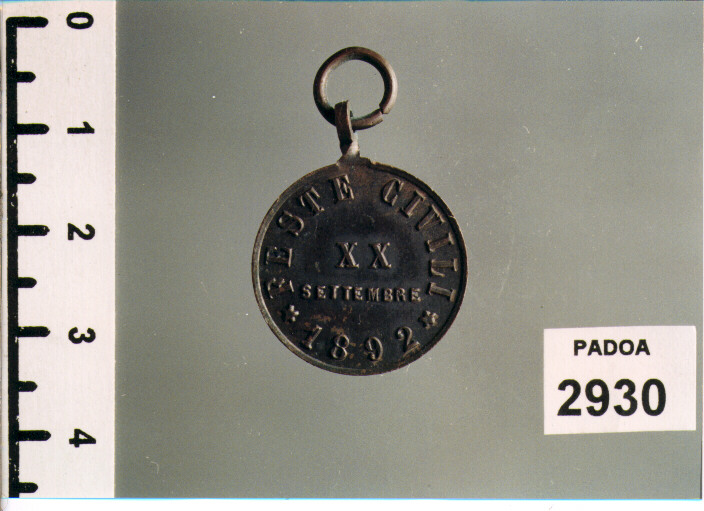 0
1
2
3
4
FESTE CIVILI
XX
SETTEMBRE
* 1892 *
PADOA
2930